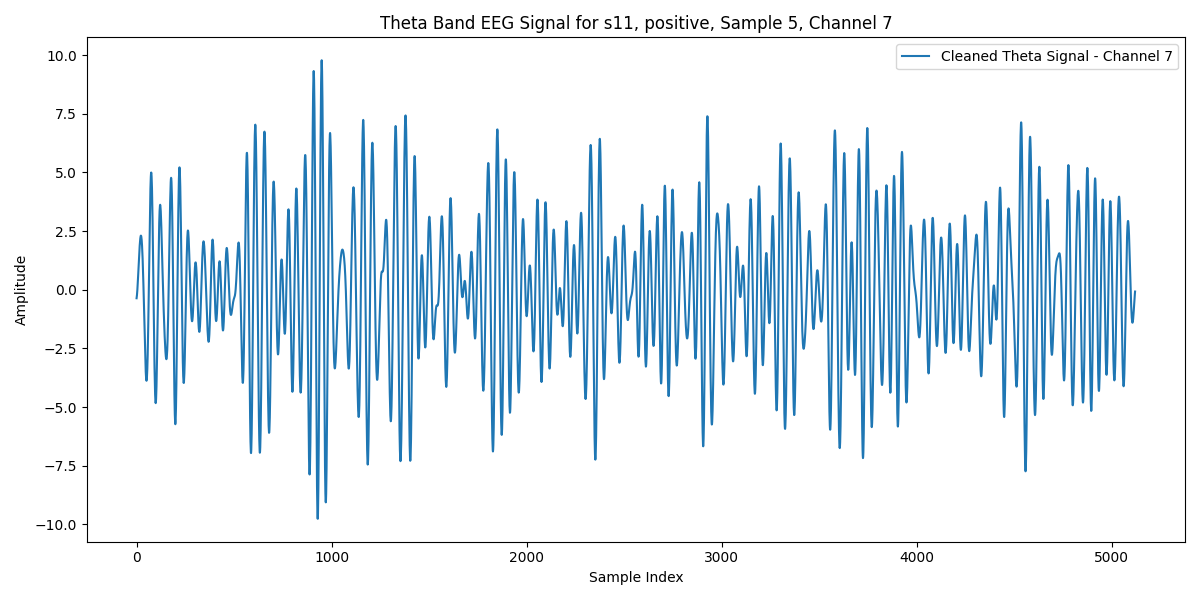 Theta Band EEG Signal for s11, positive, Sample 5, Channel 7
Cleaned Theta Signal - Channel 7
Amplitude
10.0
7.5
5.0
2.5
0.0
−2.5
−5.0
−7.5
−10.0
0 1000 2000 3000 4000 5000
Sample Index